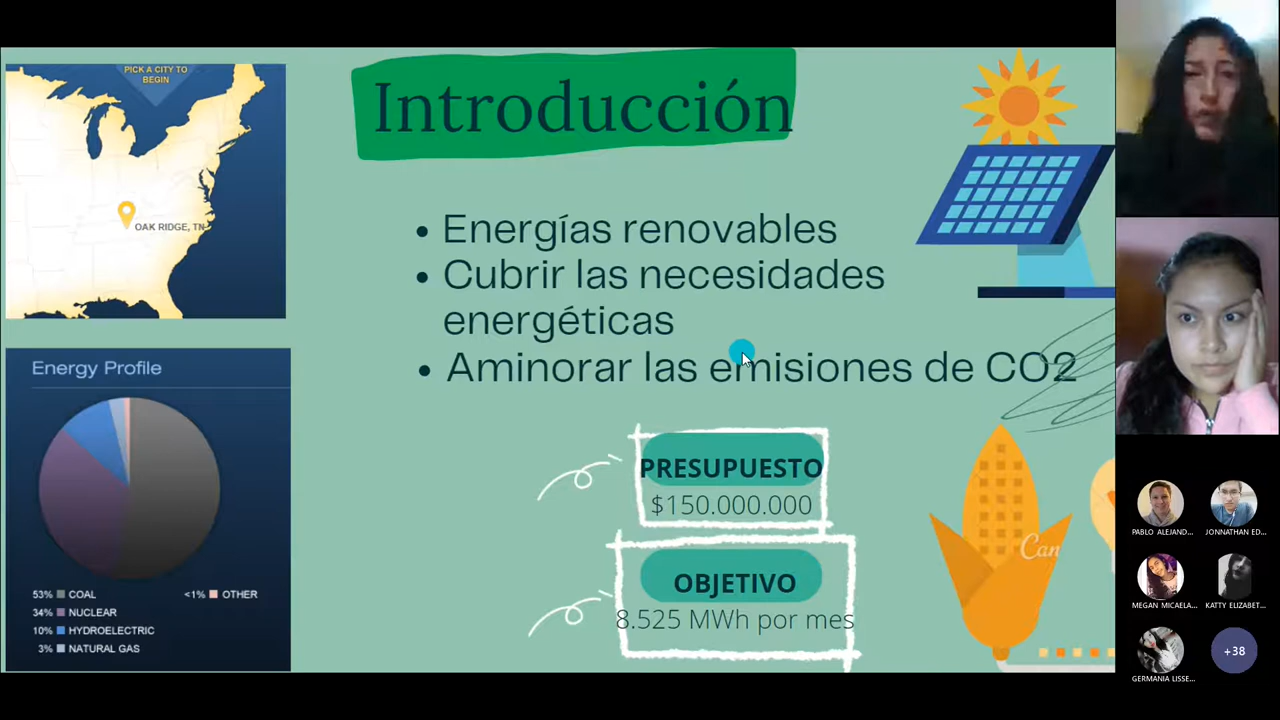 PICK A CITY TO
BEGIN
OAK RIDGE, TN
Introducción
• Energías renovables
• Cubrir las necesidades
energéticas
• Aminorar las emisiones de CO2
Energy Profile
53% COAL
<1% OTHER
34% NUCLEAR
10% HYDROELECTRIC
3% NATURAL GAS
PRESUPUESTO
$150.000.000
OBJETIVO
8.525 MWh por mes
Can
PABLO ALEJAND...
JONNATHAN ED...
MEGAN MICAELA...
KATTY ELIZABET...
GERMANIA LISSE...
+38